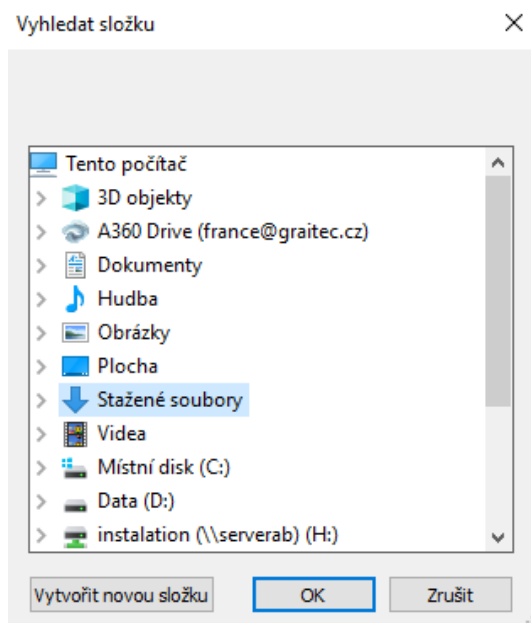 Vyhledat složku
Tento počítač
3D objekty
A360 Drive (france@graitec.cz)
Dokumenty
Hudba
Obrázky
Plocha
Stažené soubory
Videa
Místní disk (C:)
Data (D:)
instalation (\\serverab) (H:)
Vytvořit novou složku OK Zrušit